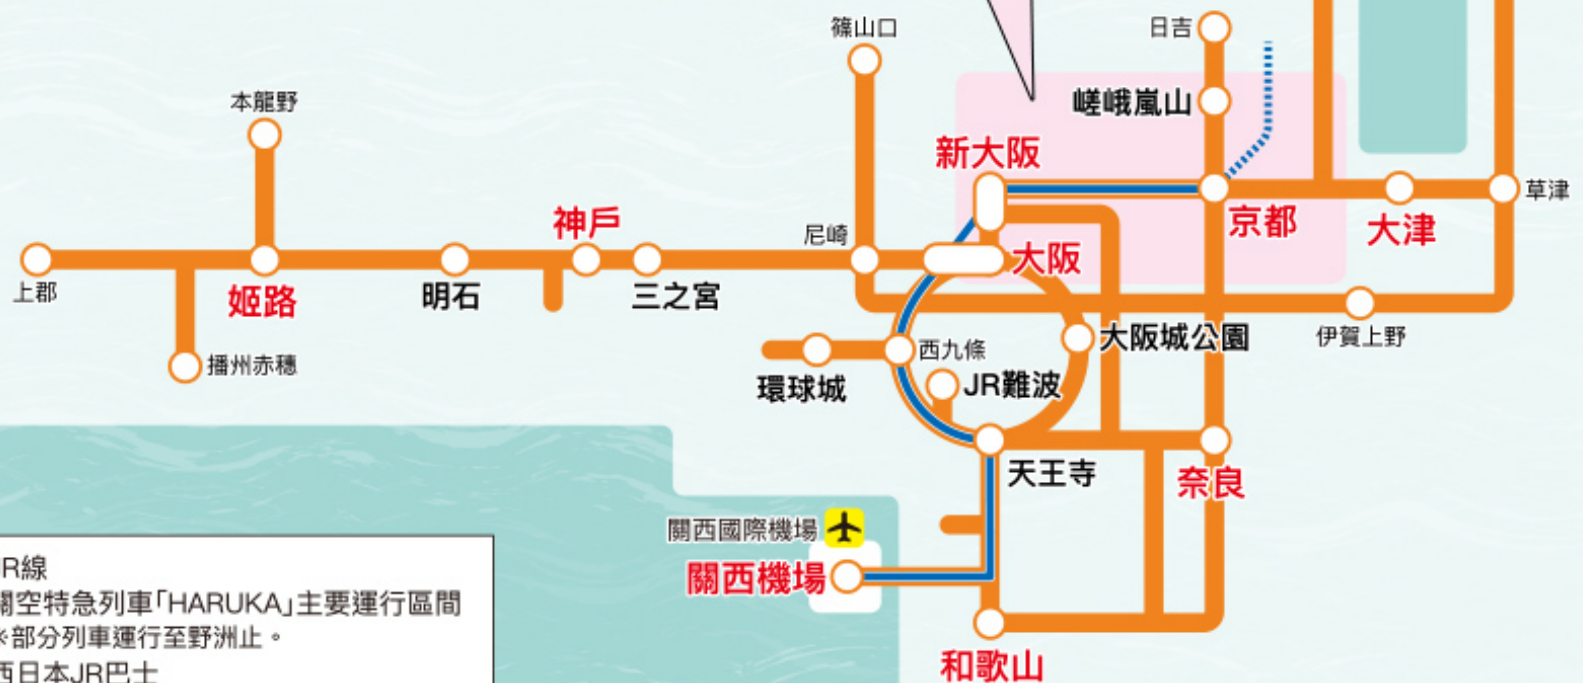 篠山口
日吉
本龍野
嵯峨嵐山
新大阪
神戶
尼崎
草津
京都
大津
大阪
上郡
姬路
明石
三之宮
大阪城公園
伊賀上野
播州赤穗
西九條
環球城
JR難波
天王寺
奈良
關西國際機場
關西機場
和歌山
R線
關空特急列車「HARUKA」主要運行區間
※部分列車運行至野洲止。
西日本JR巴士